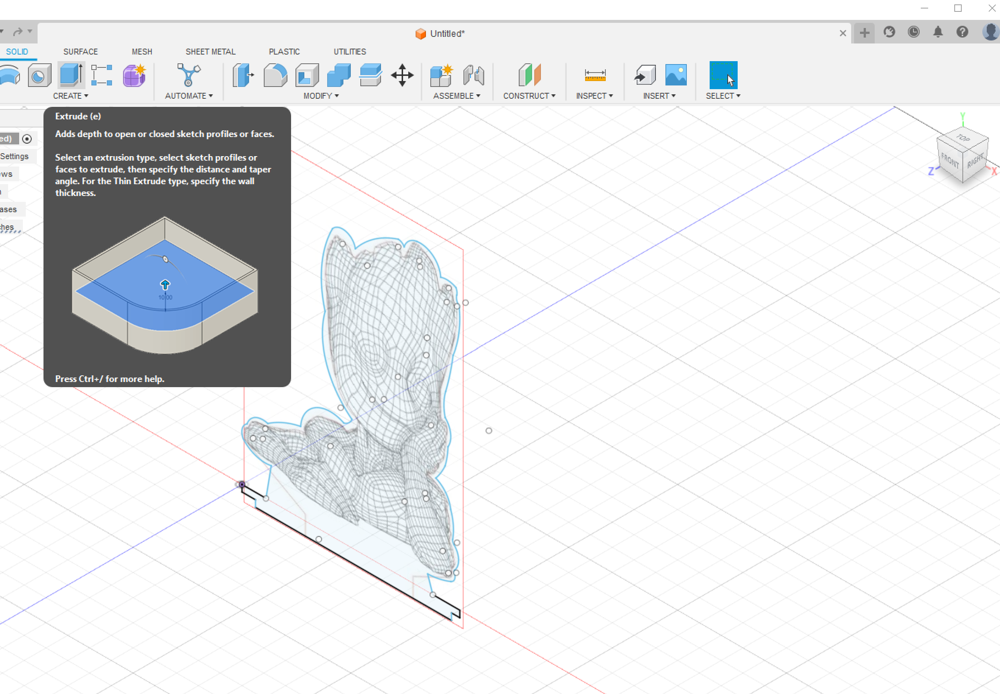 Untitled*
SOLID SURFACE MESH SHEET METAL PLASTIC UTILITIES
CREATE AUTOMATE MODIFY ASSEMBLE CONSTRUCT INSPECT INSERT SELECT
Extrude (e)
Adds depth to open or closed sketch profiles or faces.
Select an extrusion type, select sketch profiles or
faces to extrude, then specify the distance and taper
angle. For the Thin Extrude type, specify the wall
thickness.
10.00
Press Ctrl+/ for more help.
ed)
Settings
ews
ases
ches
Y
TOP
FRONT
RIGHT
Z
X